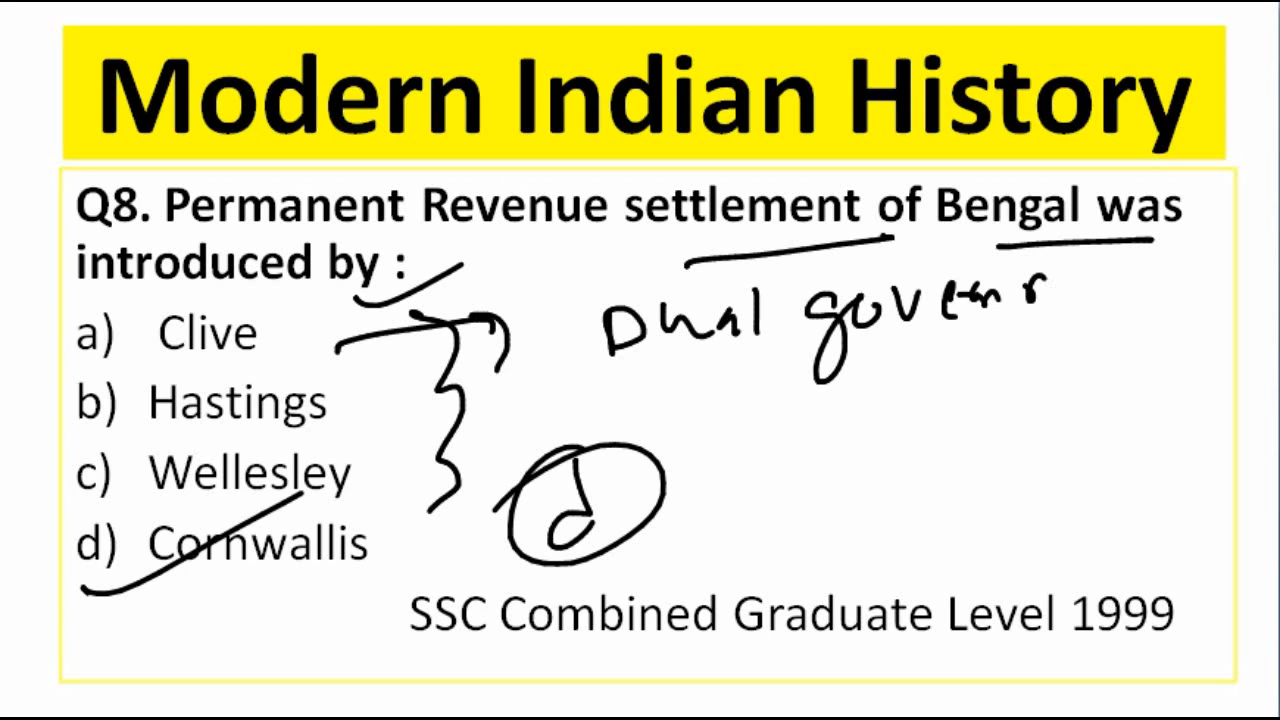 Modern Indian History
Q8. Permanent Revenue settlement of Bengal was
introduced by :
Dual govern
a) Clive
b) Hastings
c) Wellesley
d
d) Cornwallis
SSC Combined Graduate Level 1999